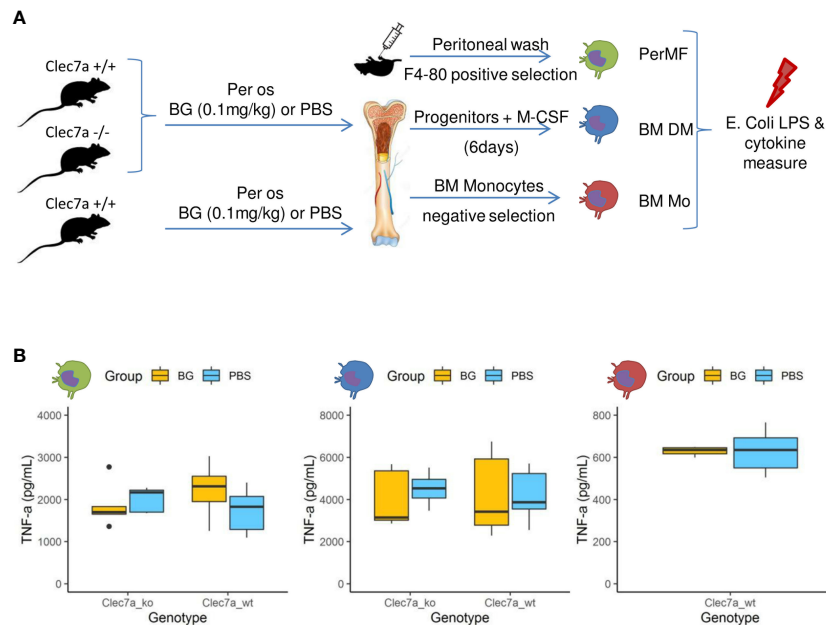 A
Clec7a +/+
Clec7a -/-
Clec7a +/+
Per os
BG (0.1mg/kg) or PBS
Per os
BG (0.1mg/kg) or PBS
Peritoneal wash
F4-80 positive selection
Progenitors + M-CSF
(6days)
BM Monocytes
negative selection
PerMF
BM DM
BM Mo
E. Coli LPS &
cytokine
measure
B
Group BG PBS
TNF-a (pg/mL)
4000
3000
2000
1000
0
Clec7a_ko Clec7a_wt
Genotype
Group BG PBS
TNF-a (pg/mL)
8000
6000
4000
2000
0
Clec7a_ko Clec7a_wt
Genotype
Group BG PBS
TNF-a (pg/mL)
800
600
400
200
0
Clec7a_wt
Genotype